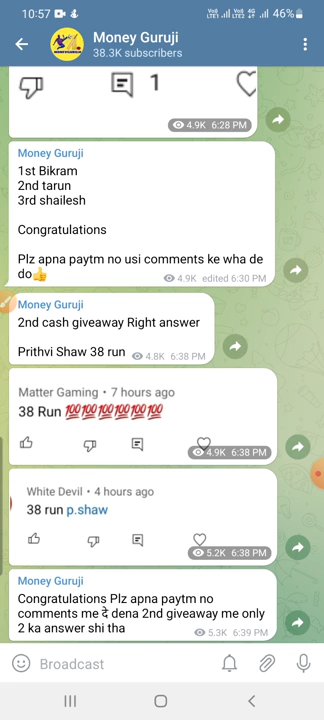 10:57
46%
Money Guruji
38.3K subscribers
1
4.9K 6:28 PM
Money Guruji
1st Bikram
2nd tarun
3rd shailesh
Congratulations
Plz apna paytm no usi comments ke wha de
do👍 4.9K edited 6:30 PM
Money Guruji
2nd cash giveaway Right answer
Prithvi Shaw 38 run 4.8K 6:38 PM
Matter Gaming • 7 hours ago
38 Run 💯💯💯💯💯💯
4.9K 6:38 PM
White Devil • 4 hours ago
38 run p.shaw
5.2K 6:38 PM
Money Guruji
Congratulations Plz apna paytm no
comments me दे dena 2nd giveaway me only
2 ka answer shi tha
5.3K 6:39 PM
Broadcast